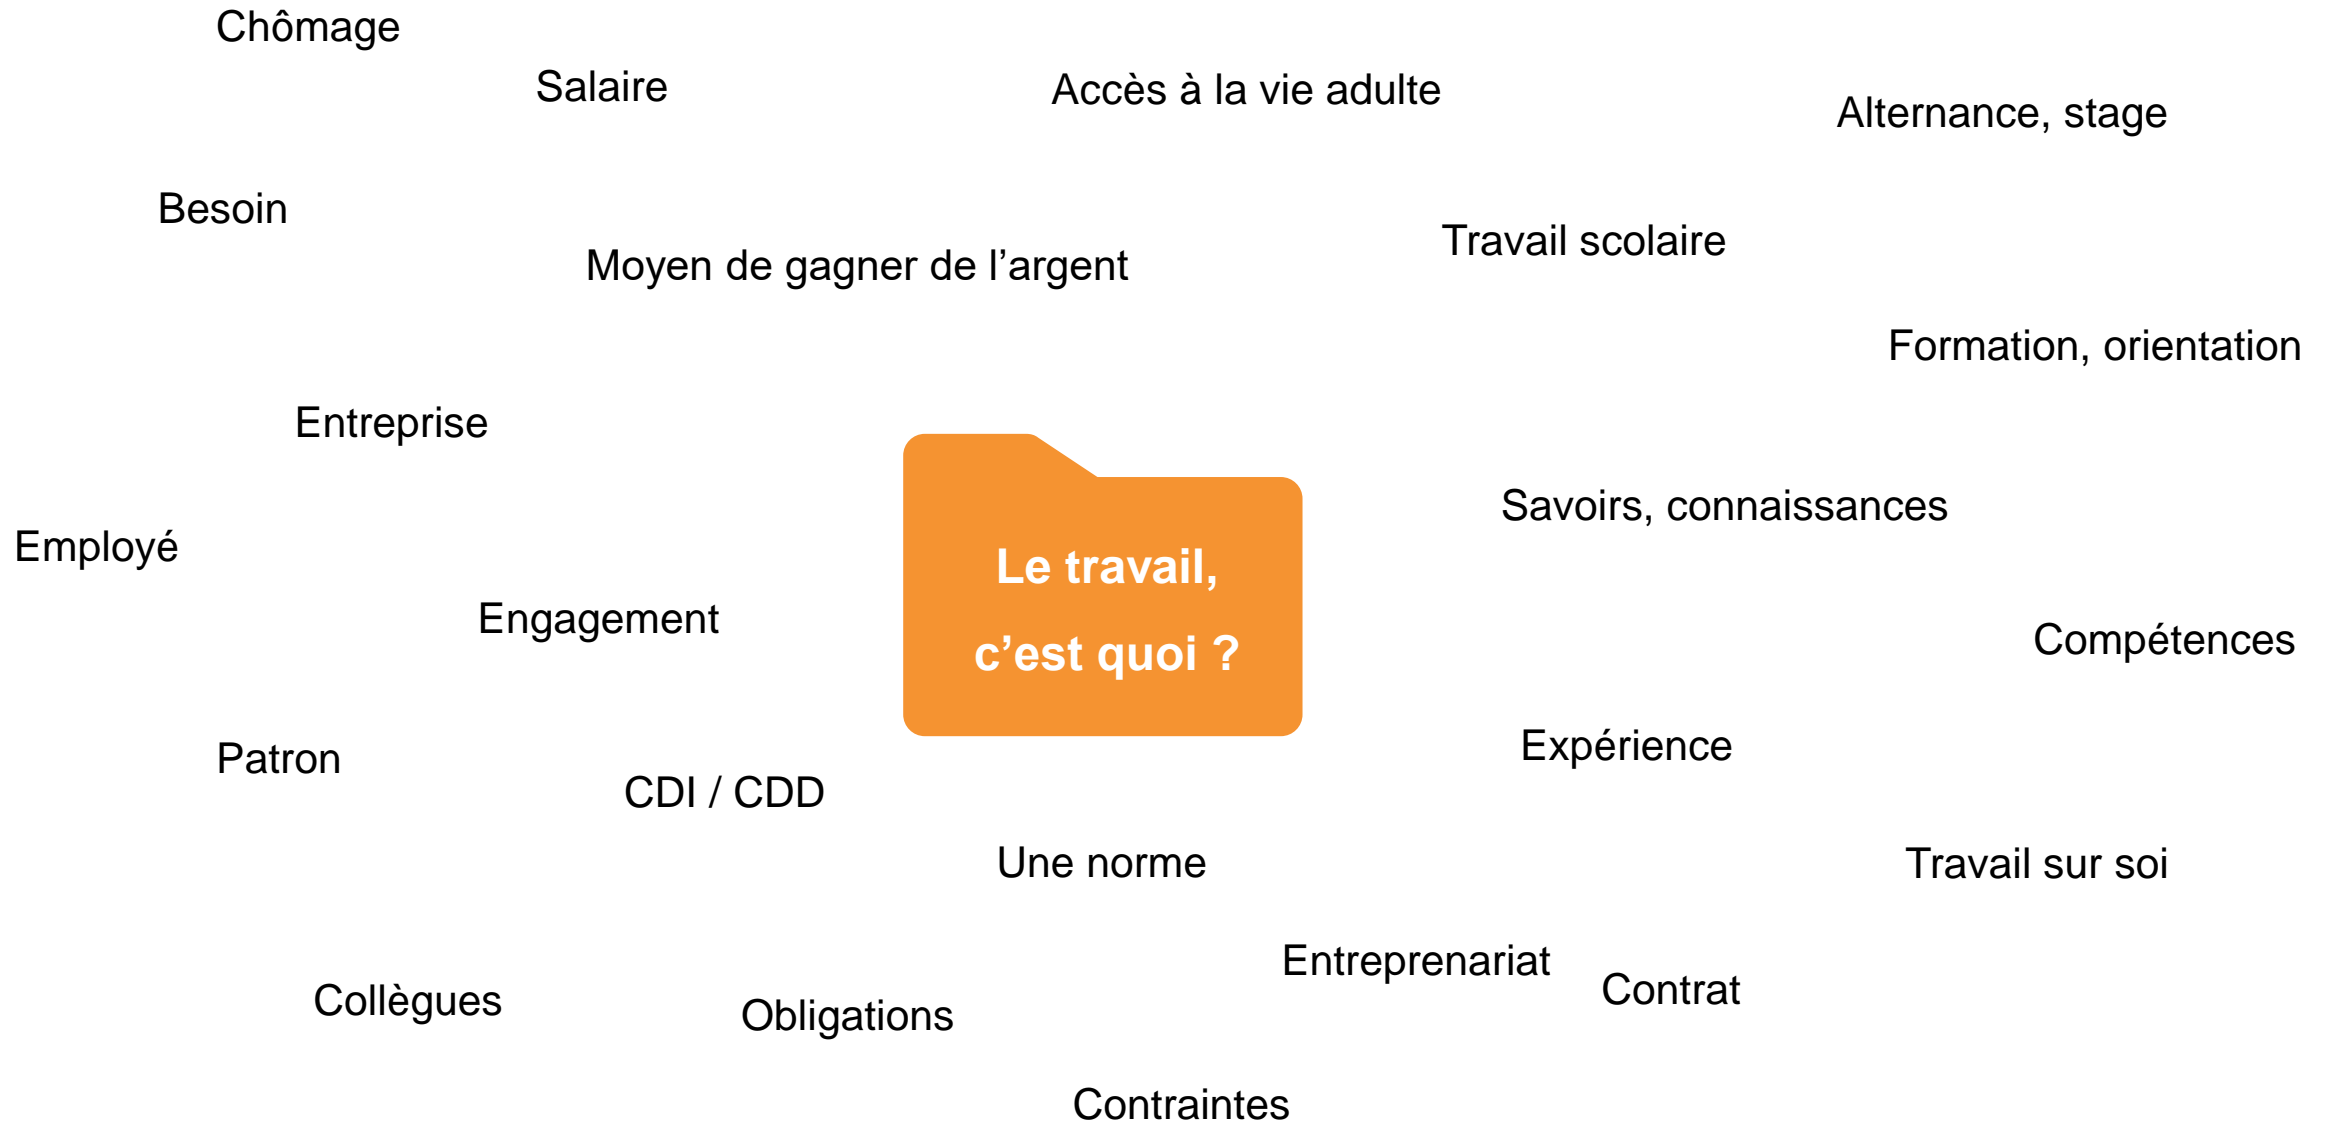 Chômage
Salaire
Accès à la vie adulte
Alternance, stage
Besoin
Travail scolaire
Moyen de gagner de l’argent
Formation, orientation
Entreprise
Savoirs, connaissances
Employé
Le travail,
c’est quoi ?
Engagement
Compétences
Expérience
Patron
CDI / CDD
Une norme
Travail sur soi
Entreprenariat
Contrat
Collègues
Obligations
Contraintes